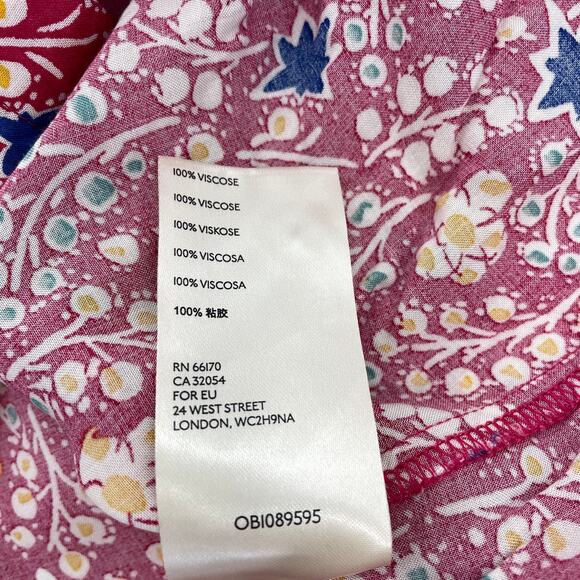 100% VISCOSE
100% VISCOSE
100% VISKOSE
100% VISCOSA
100% VISCOSA
100% 粘胶
RN 66170
CA 32054
FOR EU
24 WEST STREET
LONDON, WC2H9NA
OBI089595